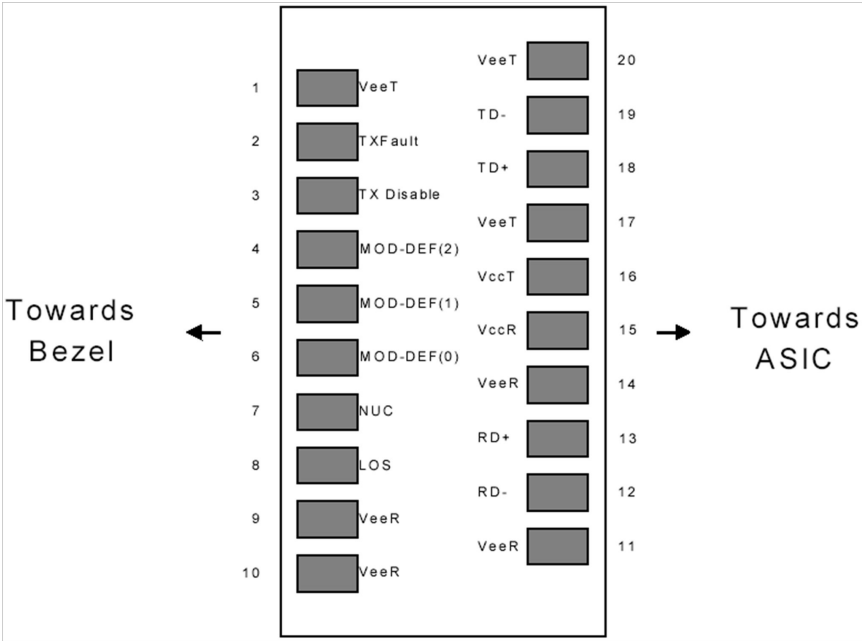 VeeT 20
1 VeeT
TD- 19
2 TXFault
TD+ 18
3 TX Disable
VeeT 17
4 MOD-DEF(2)
VccT 16
5 MOD-DEF(1)
Towards
Bezel
VccR 15
Towards
ASIC
6 MOD-DEF(0)
VeeR 14
7 NUC
RD+ 13
8 LOS
RD- 12
9 VeeR
VeeR 11
10 VeeR